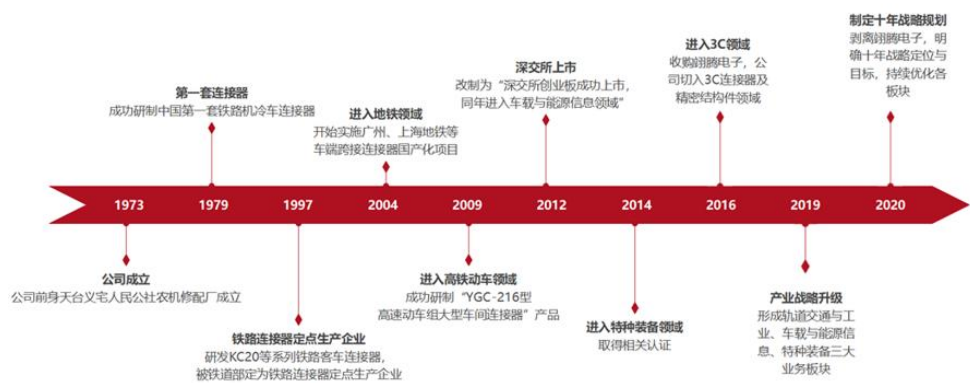 制定十年战略规划
剥离翊腾电子，明
确十年战略定位与
目标，持续优化各
板块
进入3C领域
收购翊腾电子，公
司切入3C连接器及
精密结构件领域
深交所上市
改制为“深交所创业板成功上市，
同年进入车载与能源信息领域”
第一套连接器
成功研制中国第一套铁路机冷车连接器
进入地铁领域
开始实施广州、上海地铁等
车端跨接连接器国产化项目
1973 1979 1997 2004 2009 2012 2014 2016 2019 2020
公司成立
公司前身天台义宅人民公社农机修配厂成立
进入高铁动车领域
成功研制“YGC-216型
高速动车组大型车间连接器”产品
产业战略升级
形成轨道交通与工
业、车载与能源信
息、特种装备三大
业务板块
铁路连接器定点生产企业
研发KC20等系列铁路客车连接器，
被铁道部定为铁路连接器定点生产企业
进入特种装备领域
取得相关认证